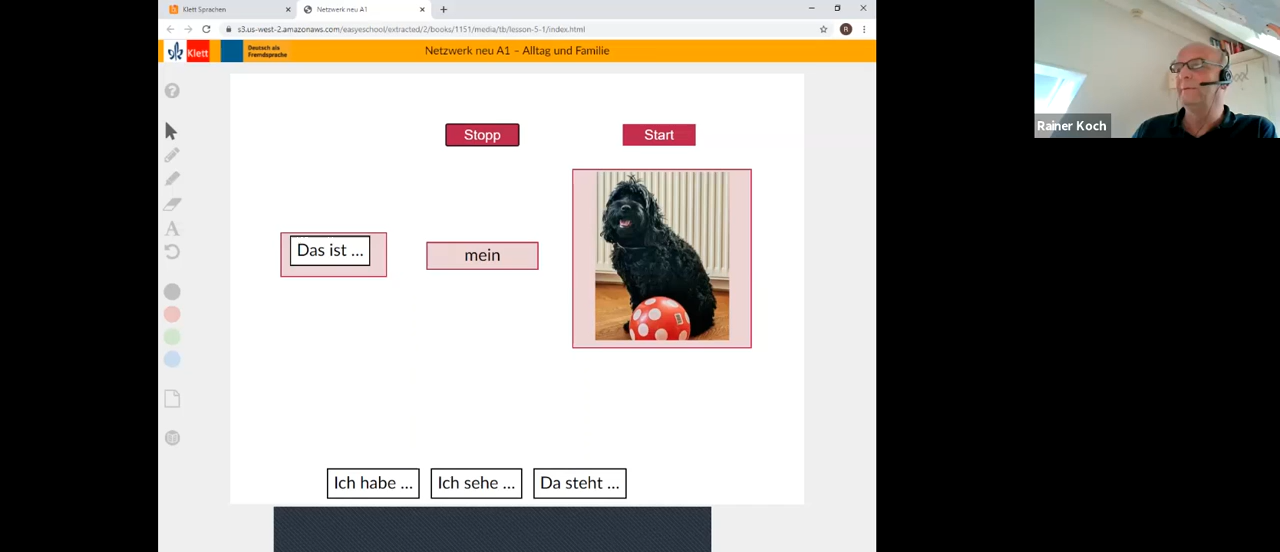 Klett Sprachen
Netzwerk neu A1
s3.us-west-2.amazonaws.com/easyeschool/extracted/2/books/1151/media/tb/lesson-5-1/index.html
R
Klett
Deutsch als
Fremdsprache
Netzwerk neu A1 – Alltag und Familie
Stopp
Start
Das ist ...
mein
Ich habe ...
Ich sehe ...
Da steht ...
A
Rainer Koch